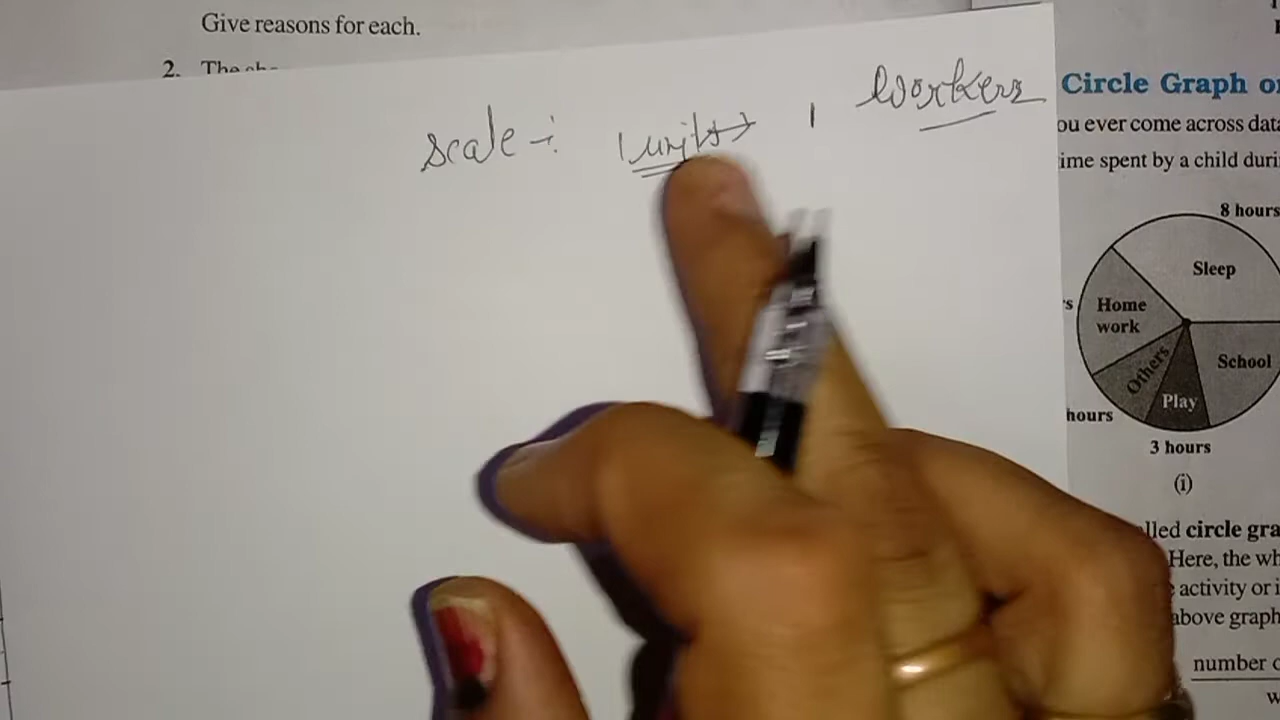 Give reasons for each.
2.
scale :- 1 unit → 1 workers
Circle Graph
ou ever come across data
ime spent by a child duri
8 hours
Sleep
Home
work
School
Others
Play
hours
3 hours
(i)
lled circle gra
Here, the wh
activity or i
above graph
number